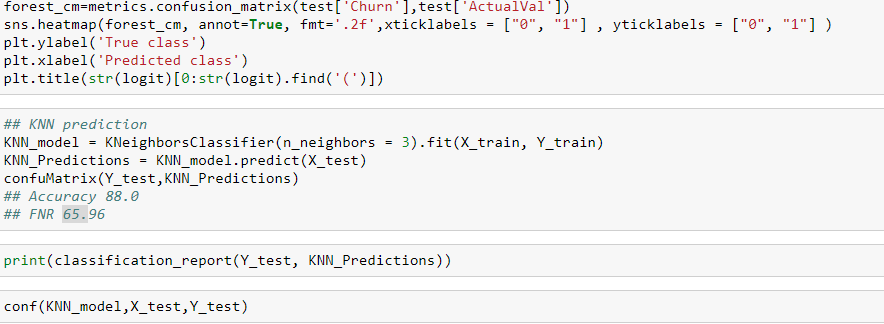 forest_cm=metrics.confusion_matrix(test['Churn'],test['ActualVal'])
sns.heatmap(forest_cm, annot=True, fmt='.2f',xticklabels = ["0", "1"] , yticklabels = ["0", "1"] )
plt.ylabel('True class')
plt.xlabel('Predicted class')
plt.title(str(logit)[0:str(logit).find('(')])
## KNN prediction
KNN_model = KNeighborsClassifier(n_neighbors = 3).fit(X_train, Y_train)
KNN_Predictions = KNN_model.predict(X_test)
confuMatrix(Y_test,KNN_Predictions)
## Accuracy 88.0
## FNR 65.96
print(classification_report(Y_test, KNN_Predictions))
conf(KNN_model,X_test,Y_test)